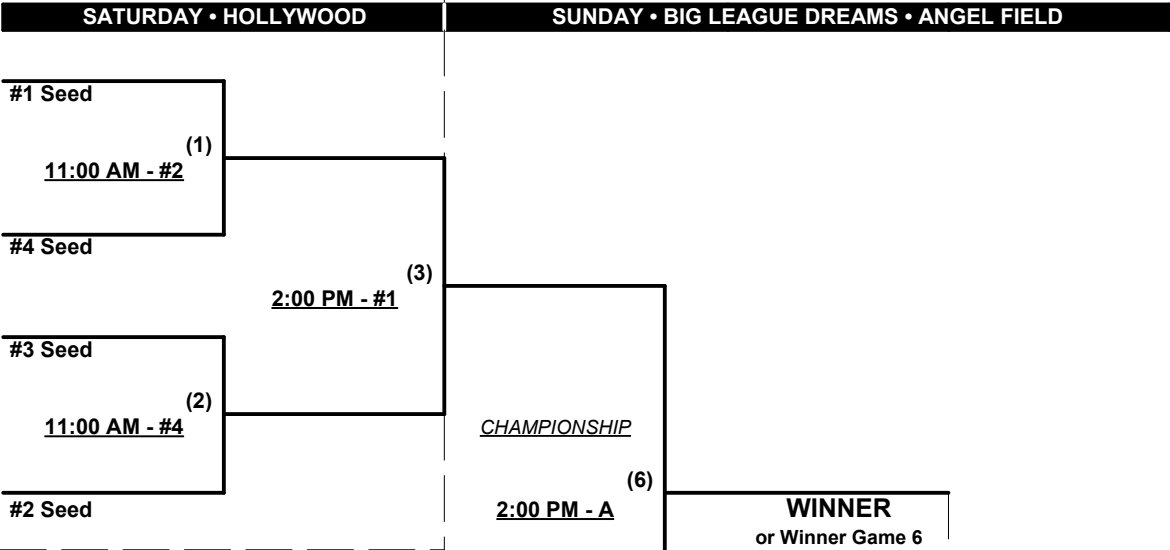 SATURDAY • HOLLYWOOD
SUNDAY • BIG LEAGUE DREAMS • ANGEL FIELD
#1 Seed
(1)
11:00 AM - #2
#4 Seed
(3)
2:00 PM - #1
#3 Seed
(2)
11:00 AM - #4
CHAMPIONSHIP
(6)
#2 Seed
2:00 PM - A
WINNER
or Winner Game 6